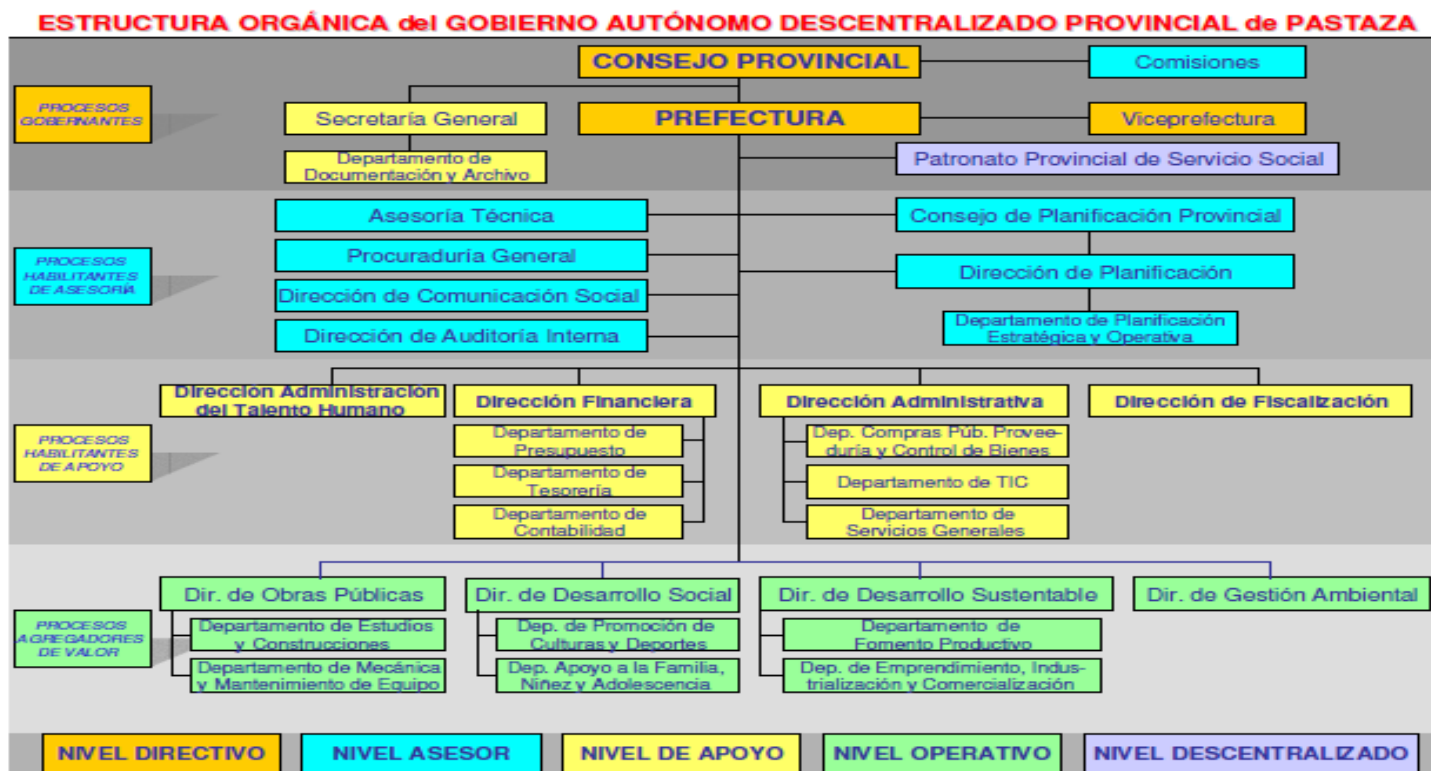 ESTRUCTURA ORGÁNICA del GOBIERNO AUTÓNOMO DESCENTRALIZADO PROVINCIAL de PASTAZA
CONSEJO PROVINCIAL
Comisiones
PROCESOS
GOBERNANTES
Secretaría General
PREFECTURA
Viceprefectura
Departamento de
Documentación y Archivo
Patronato Provincial de Servicio Social
Asesoría Técnica
Consejo de Planificación Provincial
PROCESOS
HABILITANTES
DE ASESORÍA
Procuraduría General
Dirección de Planificación
Dirección de Comunicación Social
Departamento de Planificación
Estratégica y Operativa
Dirección de Auditoría Interna
Dirección Administración
del Talento Humano
Dirección Financiera
Dirección Administrativa
Dirección de Fiscalización
PROCESOS
HABILITANTES
DE APOYO
Departamento de
Presupuesto
Dep. Compras Púb. Provee-
duría y Control de Bienes
Departamento de
Tesorería
Departamento de TIC
Departamento de
Contabilidad
Departamento de
Servicios Generales
Dir. de Obras Públicas
Dir. de Desarrollo Social
Dir. de Desarrollo Sustentable
Dir. de Gestión Ambiental
PROCESOS
AGREGADORES
DE VALOR
Departamento de Estudios
y Construcciones
Dep. de Promoción de
Culturas y Deportes
Departamento de
Fomento Productivo
Departamento de Mecánica
y Mantenimiento de Equipo
Dep. Apoyo a la Familia,
Niñez y Adolescencia
Dep. de Emprendimiento, Indus-
trialización y Comercialización
NIVEL DIRECTIVO
NIVEL ASESOR
NIVEL DE APOYO
NIVEL OPERATIVO
NIVEL DESCENTRALIZADO